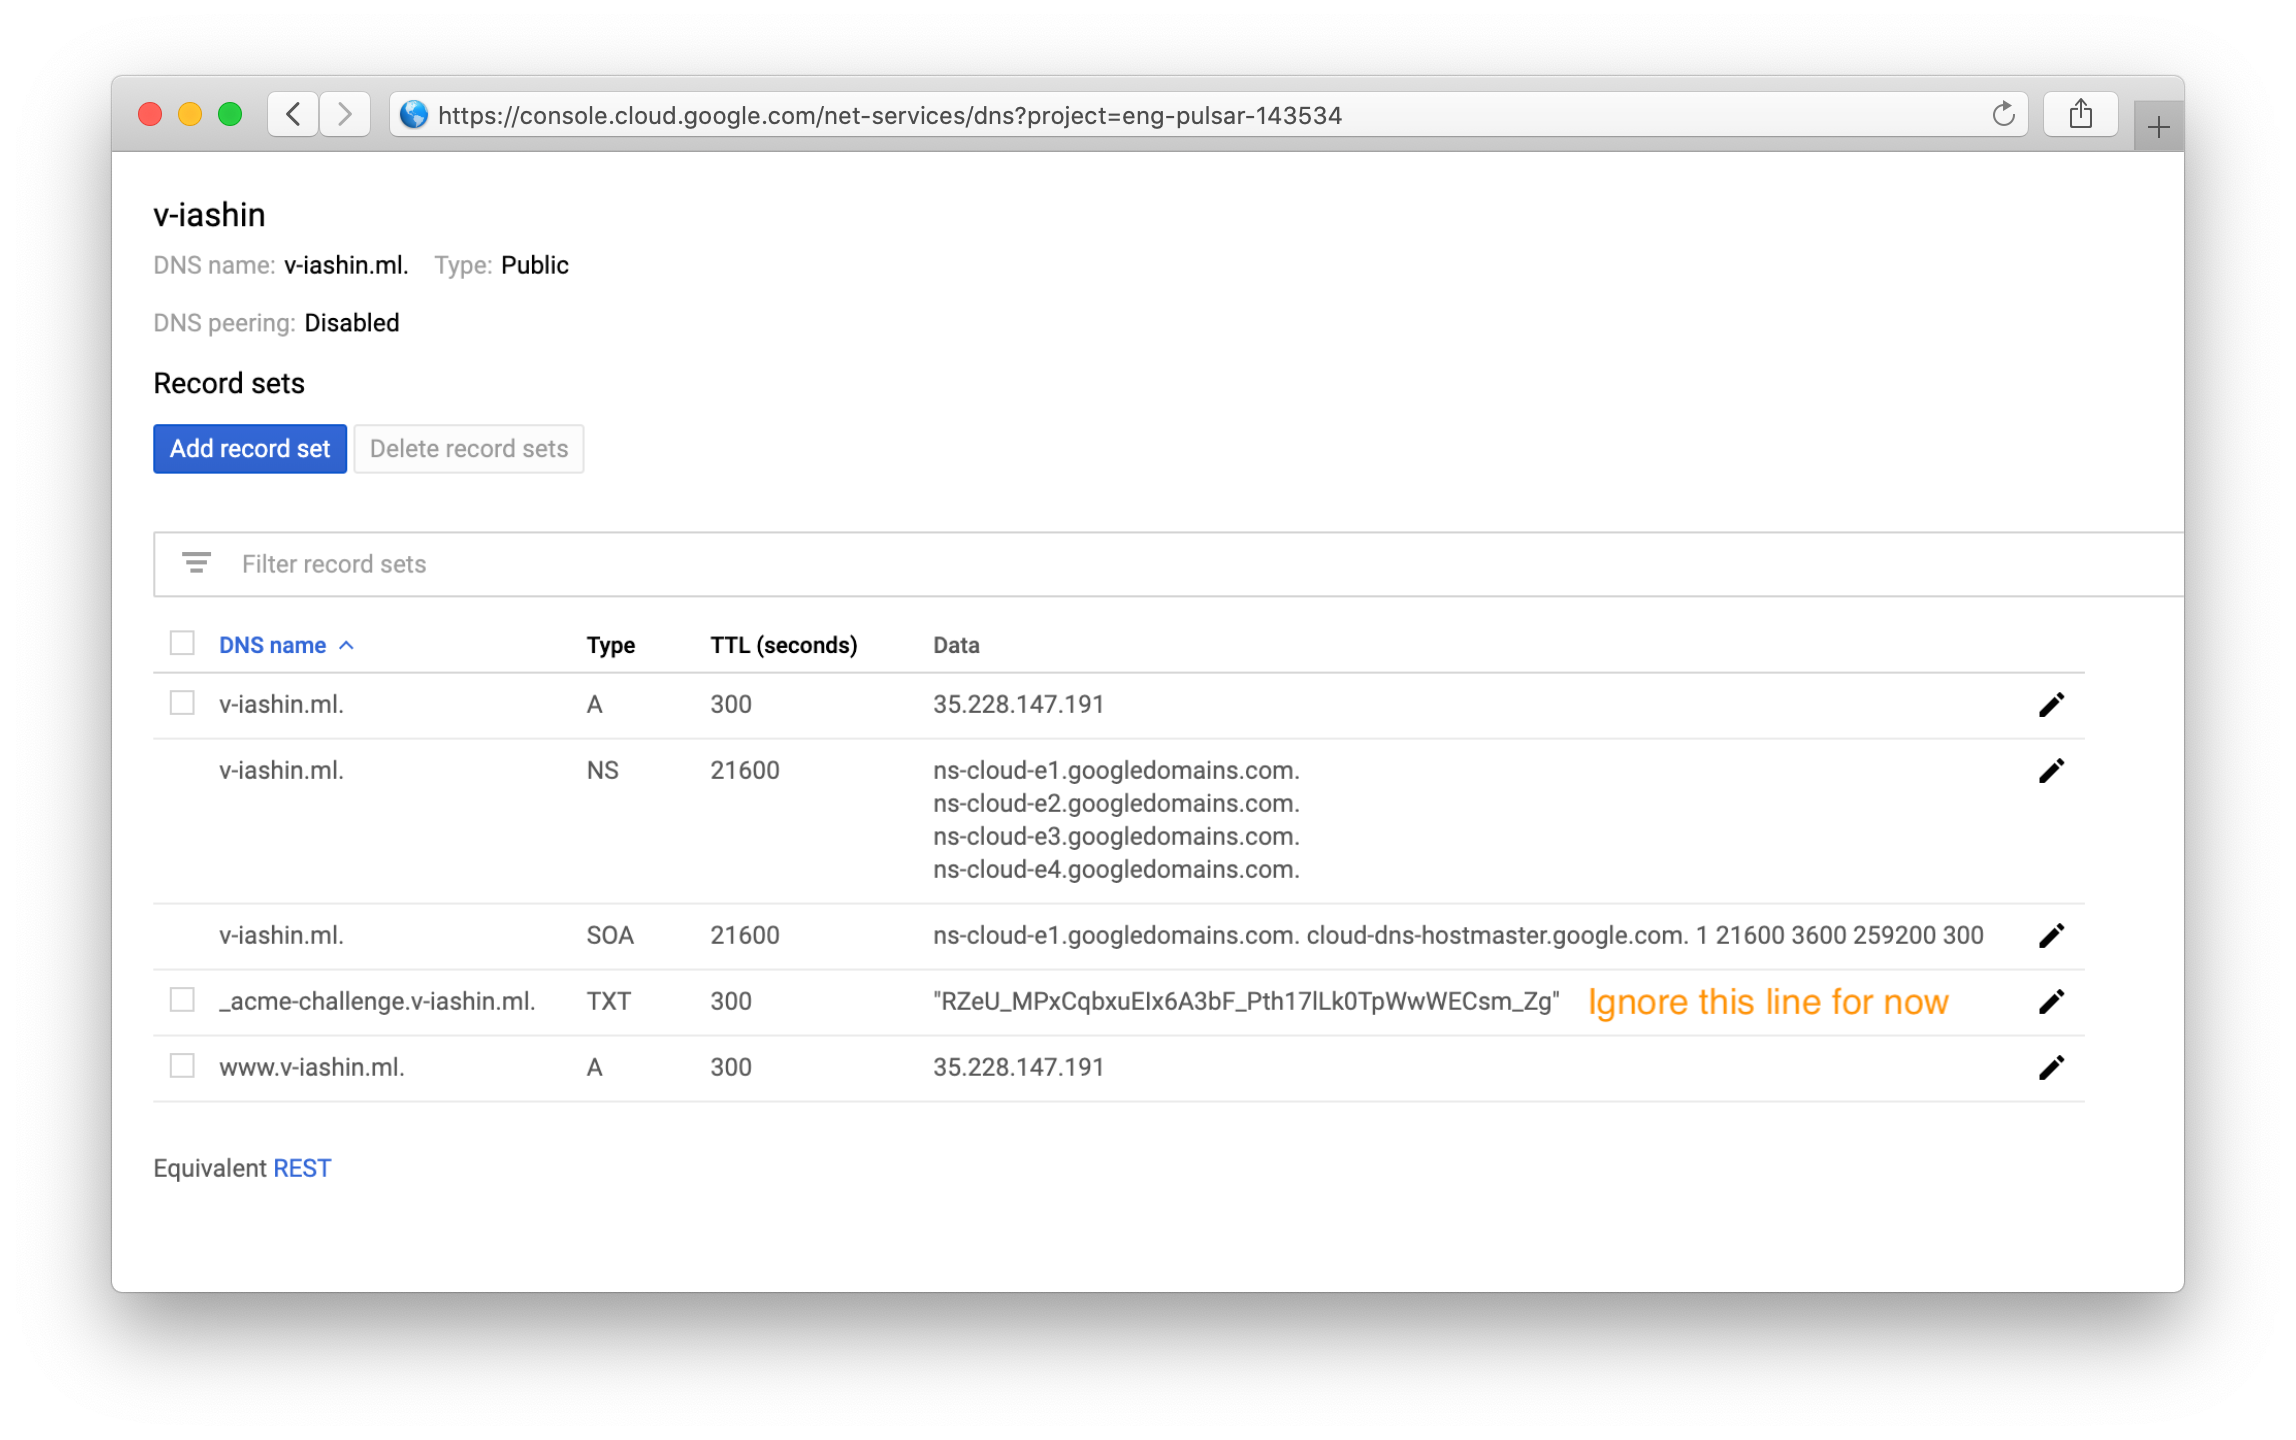 https://console.cloud.google.com/net-services/dns?project=eng-pulsar-143534
v-iashin
DNS name: v-iashin.ml. Type: Public
DNS peering: Disabled
Record sets
Add record set Delete record sets
Filter record sets
DNS name Type TTL (seconds) Data
v-iashin.ml. A 300 35.228.147.191
v-iashin.ml. NS 21600 ns-cloud-e1.googledomains.com.
ns-cloud-e2.googledomains.com.
ns-cloud-e3.googledomains.com.
ns-cloud-e4.googledomains.com.
v-iashin.ml. SOA 21600 ns-cloud-e1.googledomains.com. cloud-dns-hostmaster.google.com. 1 21600 3600 259200 300
_acme-challenge.v-iashin.ml. TXT 300 "RZeU_MPxCqbxuEIx6A3bF_Pth17lLk0TpWwWECsm_Zg" Ignore this line for now
www.v-iashin.ml. A 300 35.228.147.191
Equivalent REST